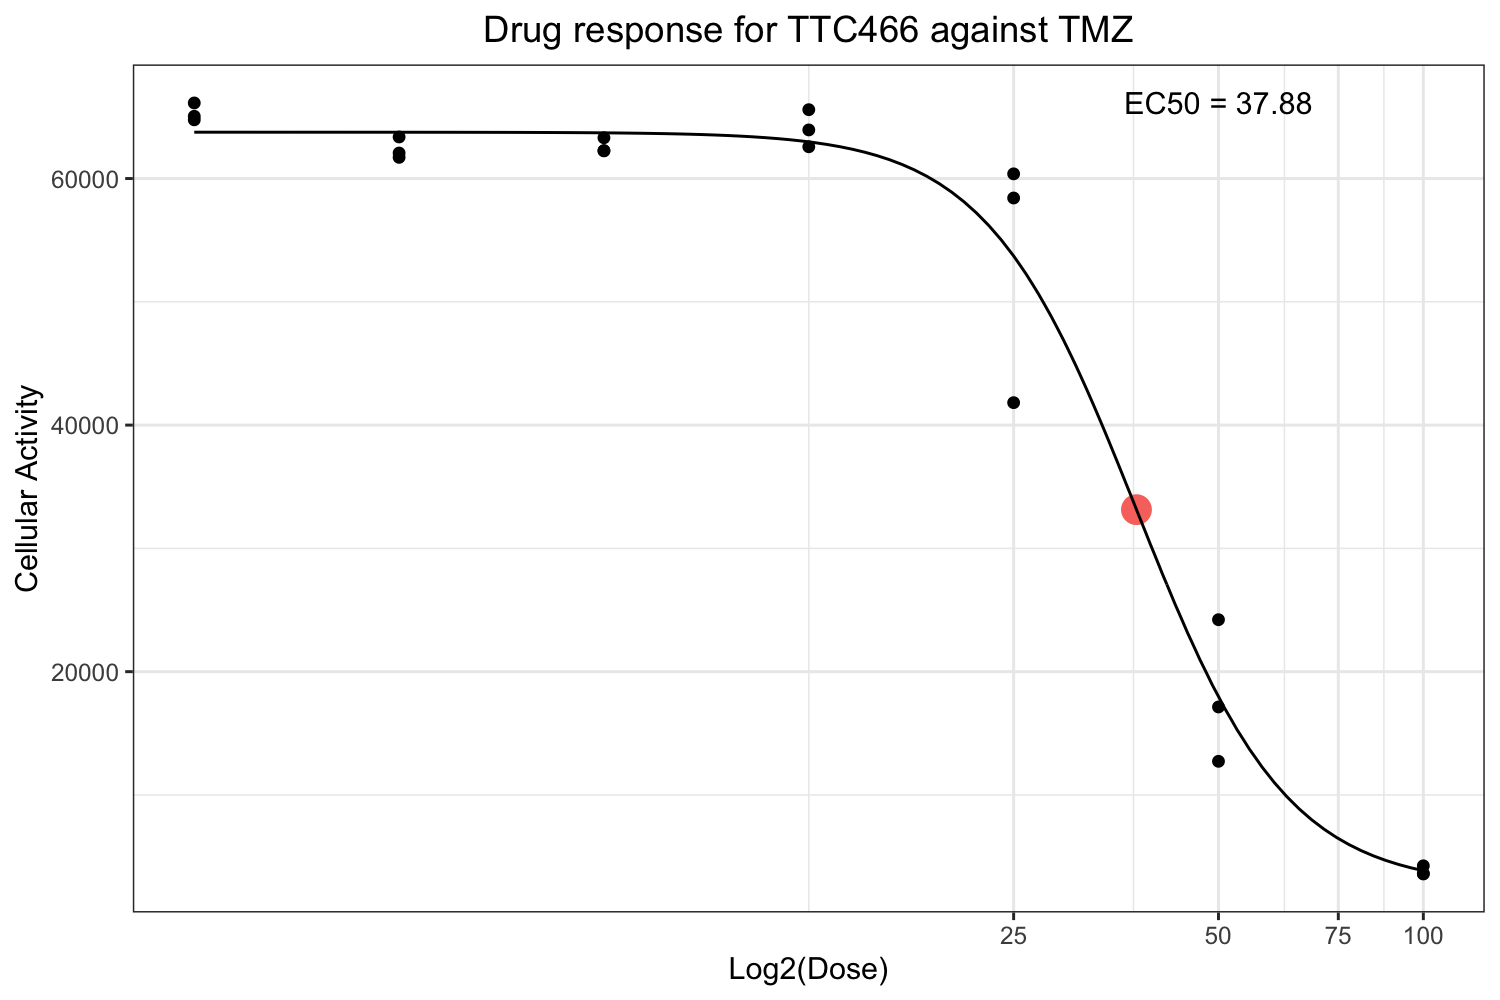 Drug response for TTC466 against TMZ
EC50 = 37.88
60000
40000
20000
Cellular Activity
25 50 75 100
Log2(Dose)